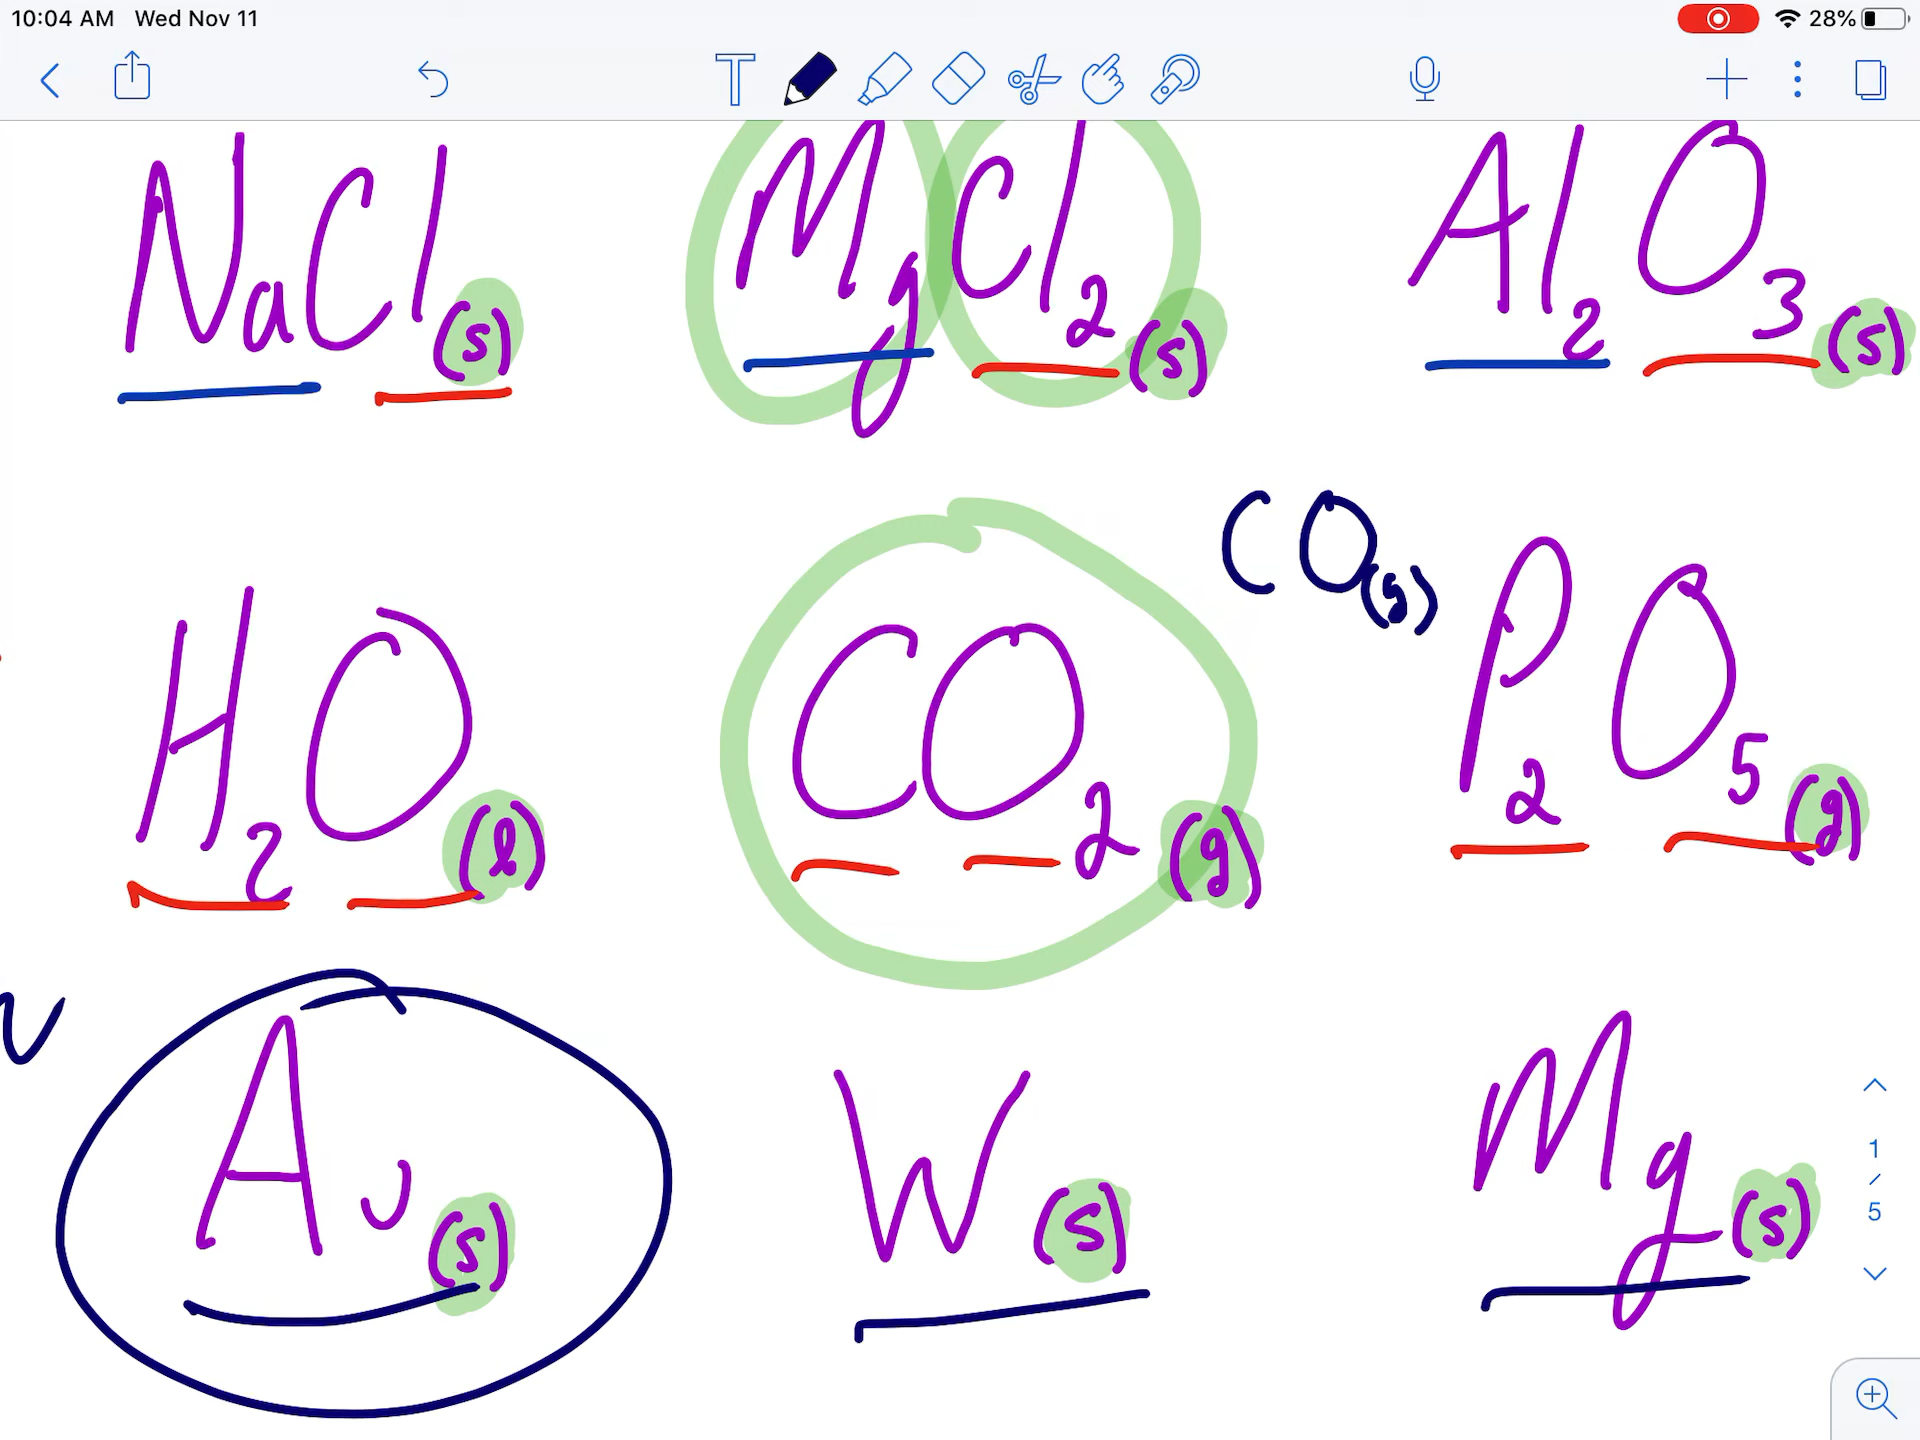 10:04 AM Wed Nov 11 28%
T
NaCl(s) MgCl2(s) Al2O3(s)
CO(g)
H2O(l) CO2(g) P2O5(g)
Au(s) W(s) Mg(s)
1
/
5